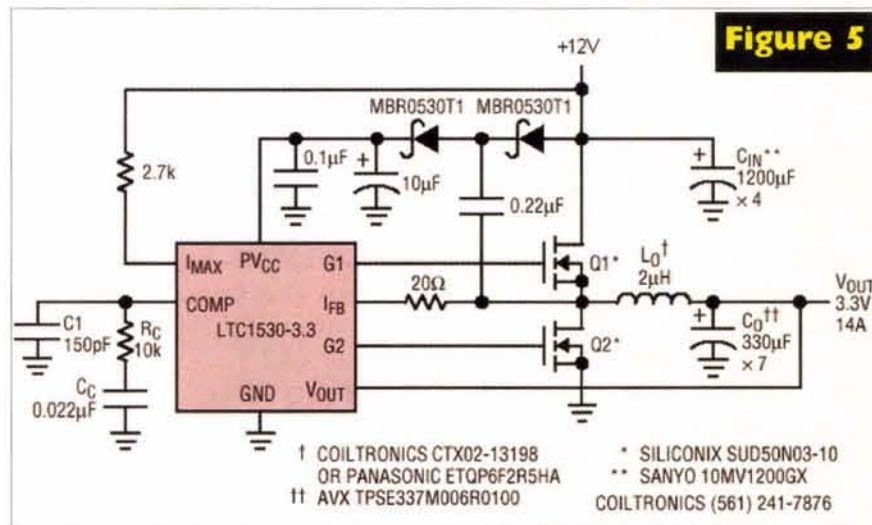 Figure 5
+12V
MBR0530T1 MBR0530T1
2.7k
0.1µF
+
10µF
0.22µF
+
CIN**
1200µF
× 4
IMAX PVCC G1
Q1*
LO†
2µH
COMP IFB 20Ω
VOUT
3.3V
14A
LTC1530-3.3
C1
150pF
RC
10k
G2
Q2*
+
CO††
330µF
× 7
CC
0.022µF
GND VOUT
† COILTRONICS CTX02-13198
OR PANASONIC ETQP6F2R5HA
†† AVX TPSE337M006R0100
* SILICONIX SUD50N03-10
** SANYO 10MV1200GX
COILTRONICS (561) 241-7876